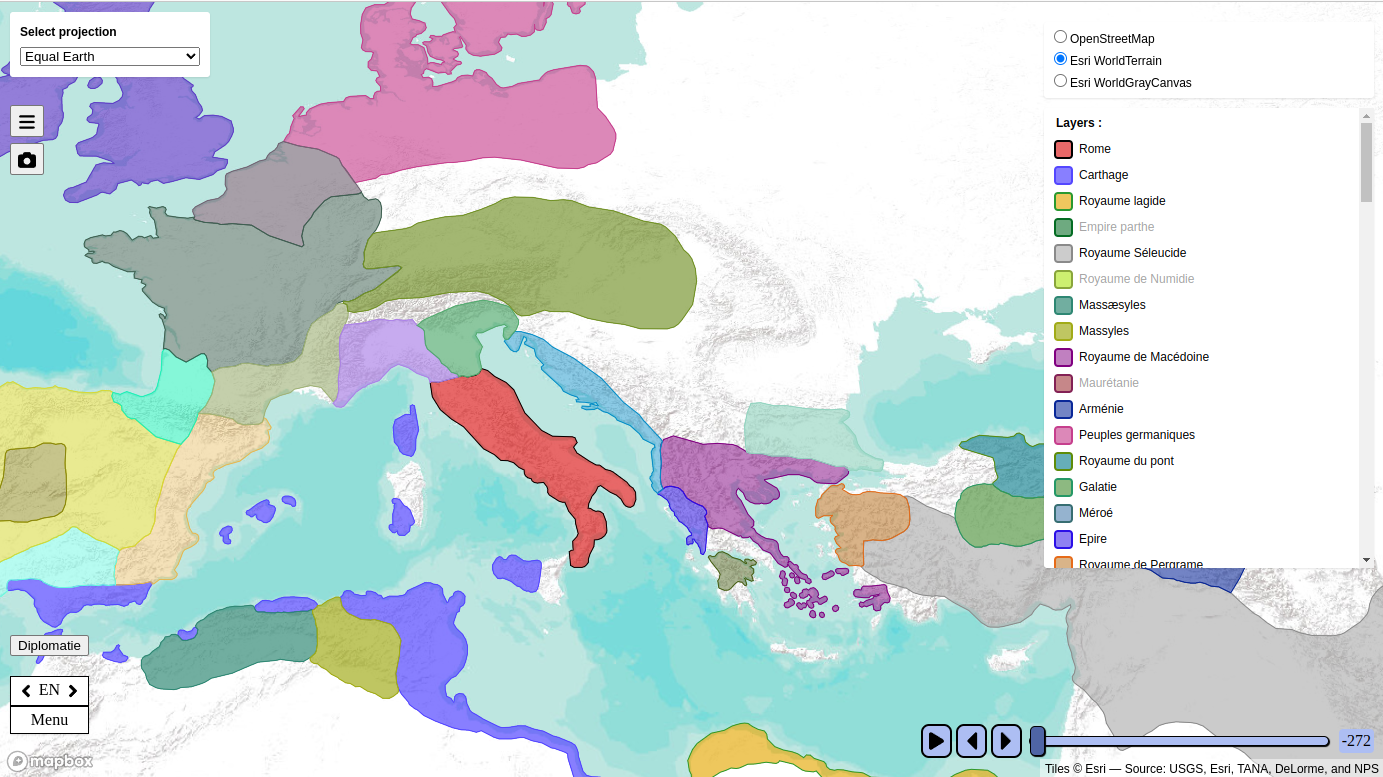 Select projection
Equal Earth
OpenStreetMap
Esri WorldTerrain
Esri WorldGrayCanvas
Layers :
Rome
Carthage
Royaume lagide
Empire parthe
Royaume Séleucide
Royaume de Numidie
Massæsyles
Massyles
Royaume de Macédoine
Maurétanie
Arménie
Peuples germaniques
Royaume du pont
Galatie
Méroé
Epire
Royaume de Pergrame
Diplomatie
EN
Menu
-272
mapbox
Tiles © Esri — Source: USGS, Esri, TANA, DeLorme, and NPS